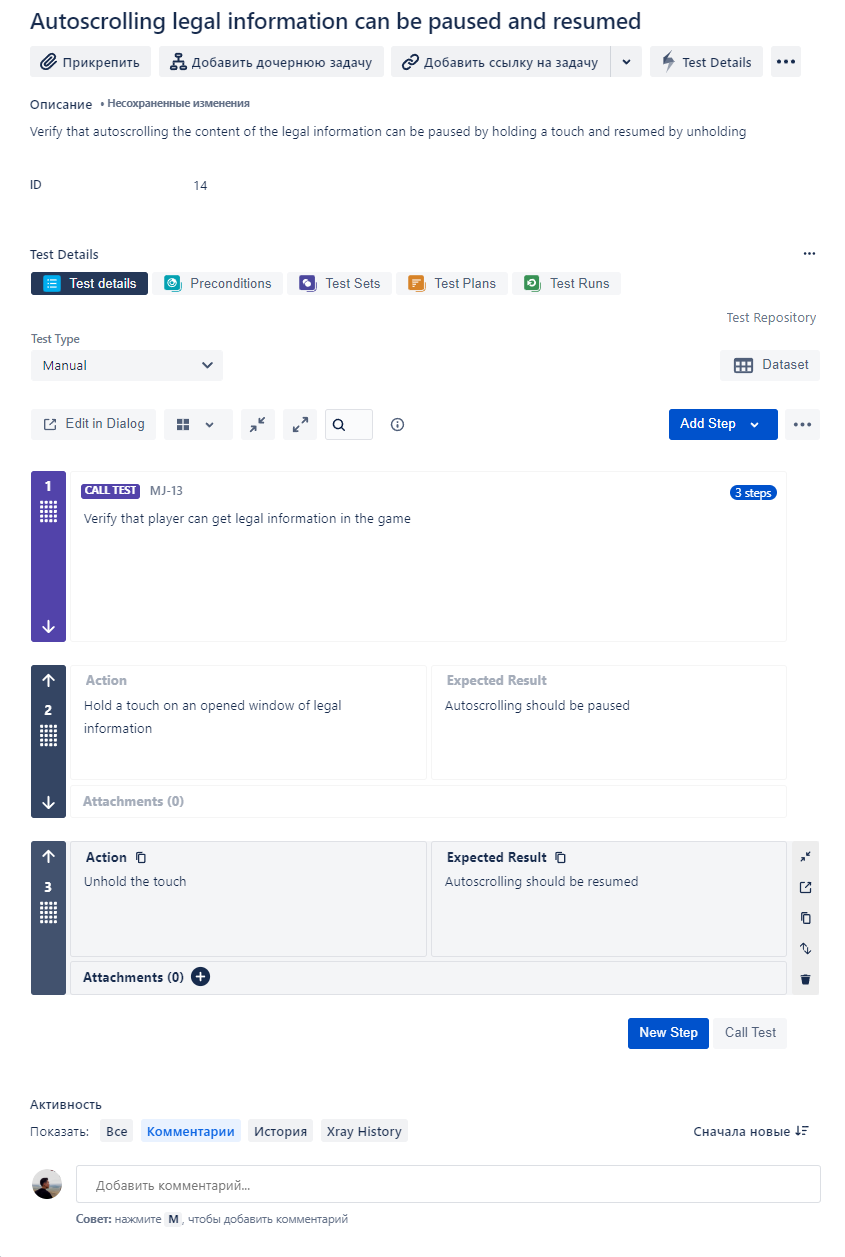 Autoscrolling legal information can be paused and resumed
Прикрепить
Добавить дочернюю задачу
Добавить ссылку на задачу
Test Details
Описание • Несохраненные изменения
Verify that autoscrolling the content of the legal information can be paused by holding a touch and resumed by unholding
ID 14
Test Details
Test details
Preconditions
Test Sets
Test Plans
Test Runs
Test Repository
Test Type
Manual
Dataset
Edit in Dialog
Add Step
1
CALL TEST MJ-13
3 steps
Verify that player can get legal information in the game
2
Action
Hold a touch on an opened window of legal
information
Expected Result
Autoscrolling should be paused
Attachments (0)
3
Action
Unhold the touch
Expected Result
Autoscrolling should be resumed
Attachments (0)
New Step
Call Test
Активность
Показать: Все Комментарии История Xray History
Сначала новые
Добавить комментарий...
Совет: нажмите M, чтобы добавить комментарий